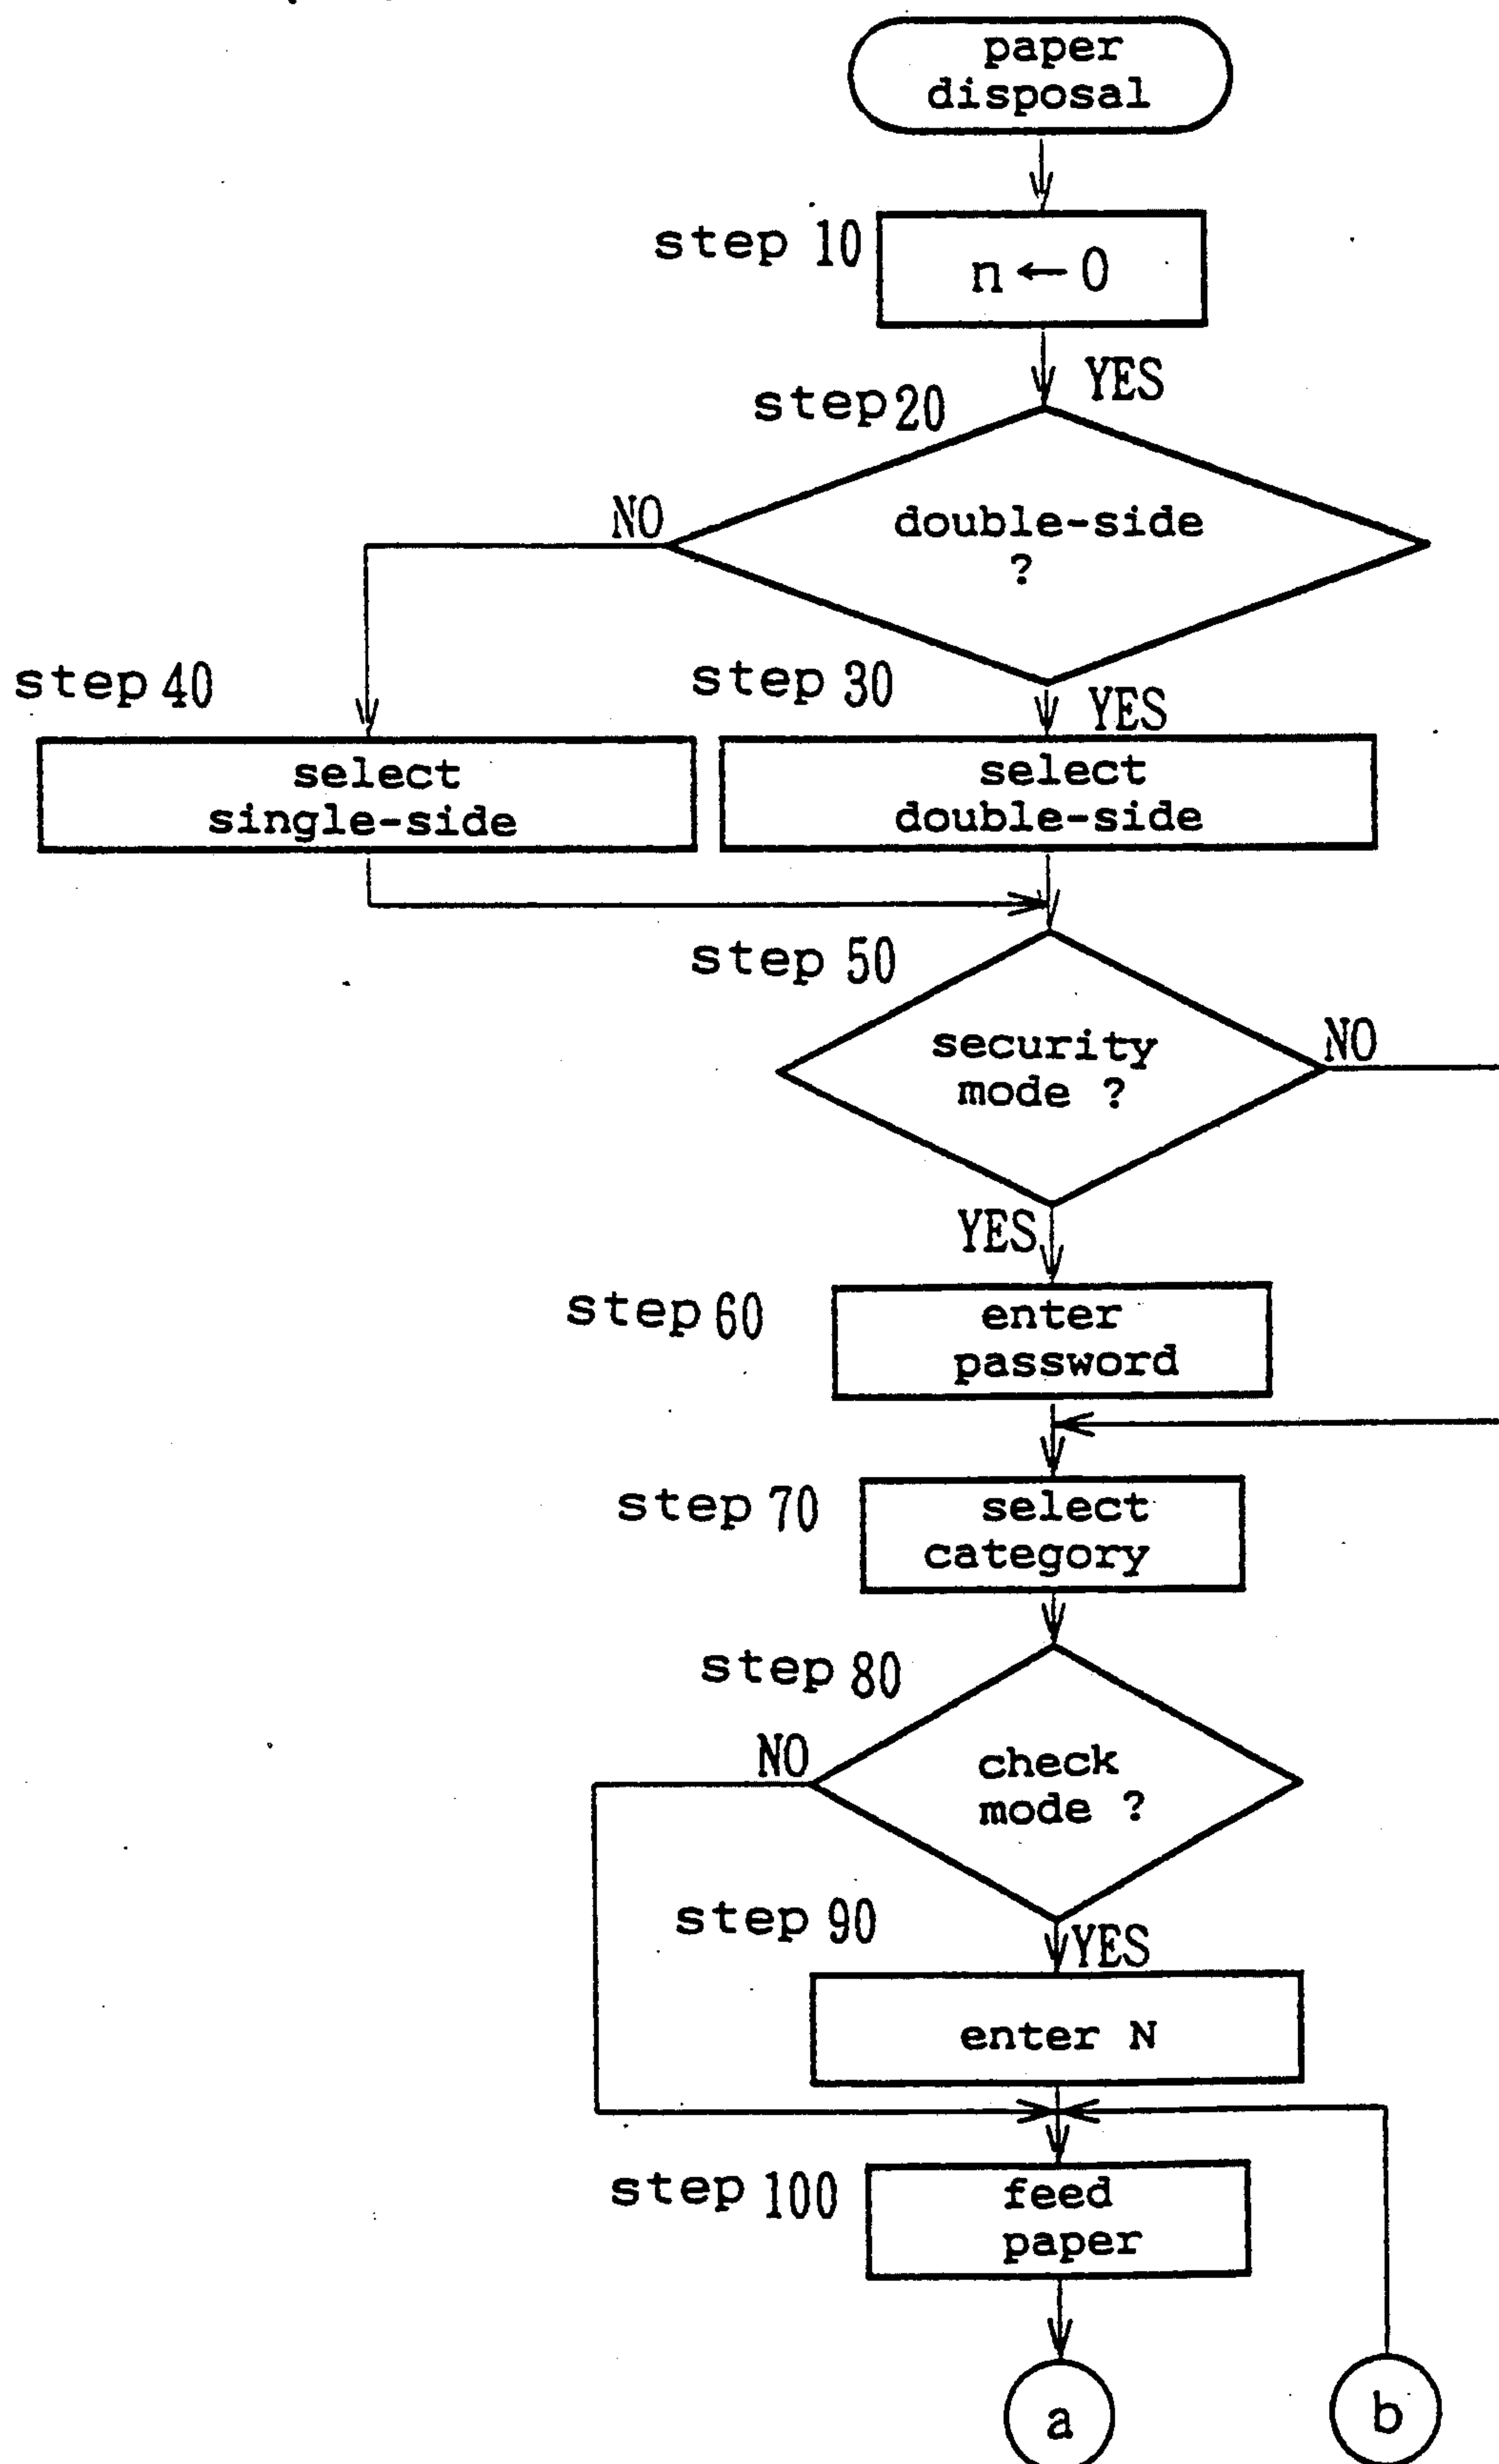 paper
disposal
step 10
n ← 0
YES
step 20
double-side
?
NO
step 40
step 30
YES
select
single-side
select
double-side
step 50
security
mode ?
NO
YES
step 60
enter
password
step 70
select
category
step 80
check
mode ?
NO
step 90
YES
enter N
step 100
feed
paper
a
b